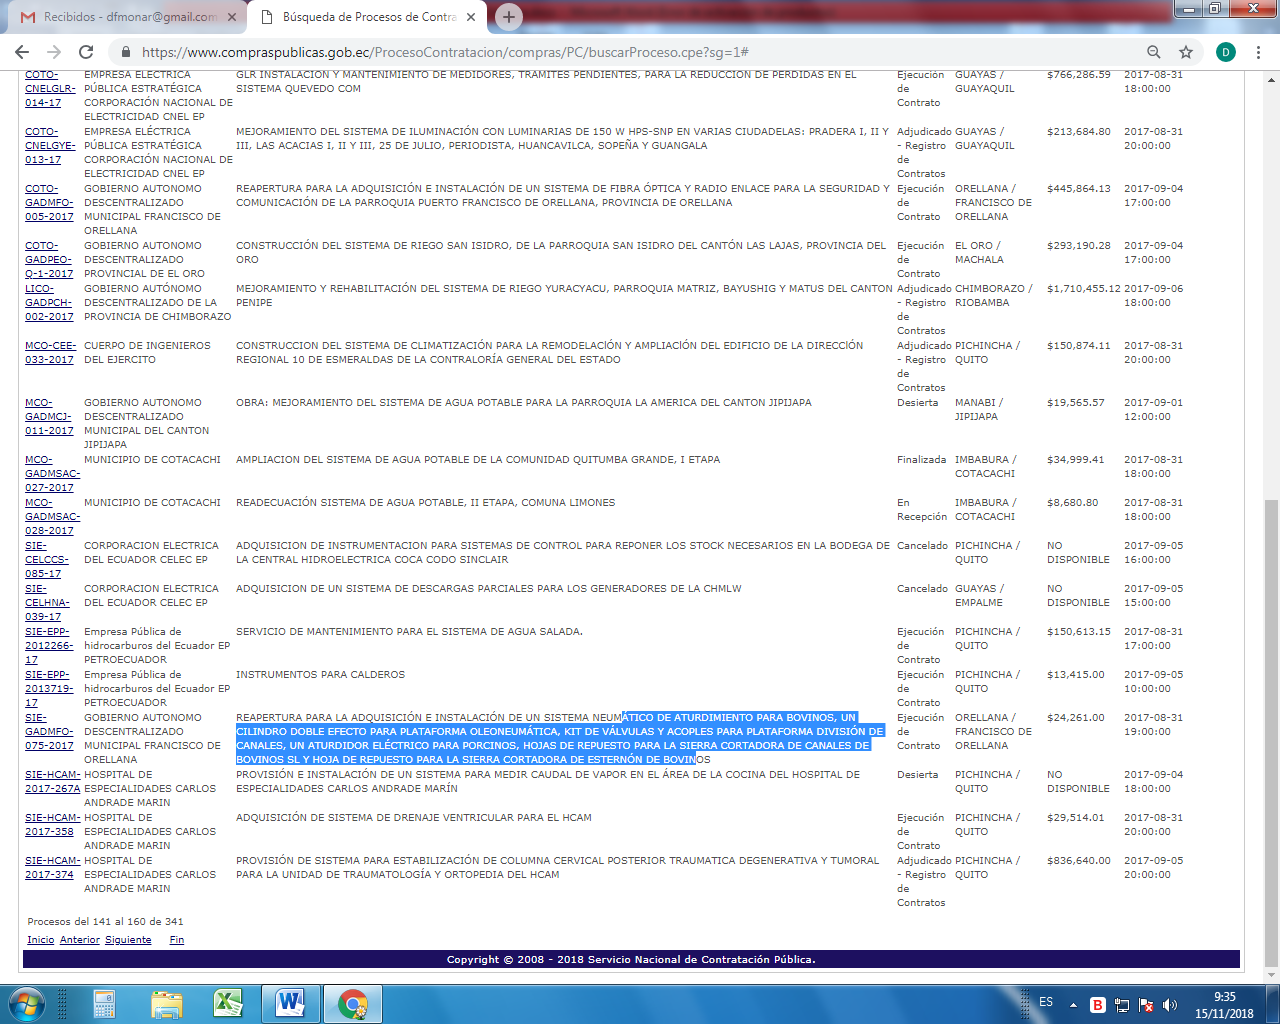 Recibidos - dfmonar@gmail.com
Búsqueda de Procesos de Contra
https://www.compraspublicas.gob.ec/ProcesoContratacion/compras/PC/buscarProceso.cpe?sg=1#
D
COTO-CNELGLR-014-17 EMPRESA ELECTRICA PÚBLICA ESTRATÉGICA CORPORACIÓN NACIONAL DE ELECTRICIDAD CNEL EP GLR INSTALACION Y MANTENIMIENTO DE MEDIDORES, TRAMITES PENDIENTES, PARA LA REDUCCION DE PERDIDAS EN EL SISTEMA QUEVEDO COM Ejecución de Contrato GUAYAS / GUAYAQUIL $766,286.59 2017-08-31 18:00:00
COTO-CNELGYE-013-17 EMPRESA ELÉCTRICA PÚBLICA ESTRATÉGICA CORPORACIÓN NACIONAL DE ELECTRICIDAD CNEL EP MEJORAMIENTO DEL SISTEMA DE ILUMINACIÓN CON LUMINARIAS DE 150 W HPS-SNP EN VARIAS CIUDADELAS: PRADERA I, II Y III, LAS ACACIAS I, II Y III, 25 DE JULIO, PERIODISTA, HUANCAVILCA, SOPEÑA Y GUANGALA Adjudicado - Registro de Contratos GUAYAS / GUAYAQUIL $213,684.80 2017-08-31 20:00:00
COTO-GADMFO-005-2017 GOBIERNO AUTONOMO DESCENTRALIZADO MUNICIPAL FRANCISCO DE ORELLANA REAPERTURA PARA LA ADQUISICIÓN E INSTALACIÓN DE UN SISTEMA DE FIBRA ÓPTICA Y RADIO ENLACE PARA LA SEGURIDAD Y COMUNICACIÓN DE LA PARROQUIA PUERTO FRANCISCO DE ORELLANA, PROVINCIA DE ORELLANA Ejecución de Contrato ORELLANA / FRANCISCO DE ORELLANA $445,864.13 2017-09-04 17:00:00
COTO-GADPEO-Q-1-2017 GOBIERNO AUTONOMO DESCENTRALIZADO PROVINCIAL DE EL ORO CONSTRUCCIÓN DEL SISTEMA DE RIEGO SAN ISIDRO, DE LA PARROQUIA SAN ISIDRO DEL CANTÓN LAS LAJAS, PROVINCIA DEL ORO Ejecución de Contrato EL ORO / MACHALA $293,190.28 2017-09-04 17:00:00
LICO-GADPCH-002-2017 GOBIERNO AUTÓNOMO DESCENTRALIZADO DE LA PROVINCIA DE CHIMBORAZO MEJORAMIENTO Y REHABILITACIÓN DEL SISTEMA DE RIEGO YURACYACU, PARROQUIA MATRIZ, BAYUSHIG Y MATUS DEL CANTON PENIPE Adjudicado - Registro de Contratos CHIMBORAZO / RIOBAMBA $1,710,455.12 2017-09-06 18:00:00
MCO-CEE-033-2017 CUERPO DE INGENIEROS DEL EJERCITO CONSTRUCCION DEL SISTEMA DE CLIMATIZACIÓN PARA LA REMODELACIÓN Y AMPLIACIÓN DEL EDIFICIO DE LA DIRECCIÓN REGIONAL 10 DE ESMERALDAS DE LA CONTRALORÍA GENERAL DEL ESTADO Adjudicado - Registro de Contratos PICHINCHA / QUITO $150,874.11 2017-08-31 20:00:00
MCO-GADMCJ-011-2017 GOBIERNO AUTONOMO DESCENTRALIZADO MUNICIPAL DEL CANTON JIPIJAPA OBRA: MEJORAMIENTO DEL SISTEMA DE AGUA POTABLE PARA LA PARROQUIA LA AMERICA DEL CANTON JIPIJAPA Desierta MANABI / JIPIJAPA $19,565.57 2017-09-01 12:00:00
MCO-GADMSAC-027-2017 MUNICIPIO DE COTACACHI AMPLIACION DEL SISTEMA DE AGUA POTABLE DE LA COMUNIDAD QUITUMBA GRANDE, I ETAPA Finalizada IMBABURA / COTACACHI $34,999.41 2017-08-31 18:00:00
MCO-GADMSAC-028-2017 MUNICIPIO DE COTACACHI READECUACIÓN SISTEMA DE AGUA POTABLE, II ETAPA, COMUNA LIMONES En Recepción IMBABURA / COTACACHI $8,680.80 2017-08-31 18:00:00
SIE-CELCCS-085-17 CORPORACION ELECTRICA DEL ECUADOR CELEC EP ADQUISICION DE INSTRUMENTACION PARA SISTEMAS DE CONTROL PARA REPONER LOS STOCK NECESARIOS EN LA BODEGA DE LA CENTRAL HIDROELECTRICA COCA CODO SINCLAIR Cancelado PICHINCHA / QUITO NO DISPONIBLE 2017-09-05 16:00:00
SIE-CELHNA-039-17 CORPORACION ELECTRICA DEL ECUADOR CELEC EP ADQUISICION DE UN SISTEMA DE DESCARGAS PARCIALES PARA LOS GENERADORES DE LA CHMLW Cancelado GUAYAS / EMPALME NO DISPONIBLE 2017-09-05 15:00:00
SIE-EPP-2012266-17 Empresa Pública de hidrocarburos del Ecuador EP PETROECUADOR SERVICIO DE MANTENIMIENTO PARA EL SISTEMA DE AGUA SALADA. Ejecución de Contrato PICHINCHA / QUITO $150,613.15 2017-08-31 17:00:00
SIE-EPP-2013719-17 Empresa Pública de hidrocarburos del Ecuador EP PETROECUADOR INSTRUMENTOS PARA CALDEROS Ejecución de Contrato PICHINCHA / QUITO $13,415.00 2017-09-05 10:00:00
SIE-GADMFO-075-2017 GOBIERNO AUTONOMO DESCENTRALIZADO MUNICIPAL FRANCISCO DE ORELLANA REAPERTURA PARA LA ADQUISICIÓN E INSTALACIÓN DE UN SISTEMA NEUMÁTICO DE ATURDIMIENTO PARA BOVINOS, UN CILINDRO DOBLE EFECTO PARA PLATAFORMA OLEONEUMÁTICA, KIT DE VÁLVULAS Y ACOPLES PARA PLATAFORMA DIVISIÓN DE CANALES, UN ATURDIDOR ELÉCTRICO PARA PORCINOS, HOJAS DE REPUESTO PARA LA SIERRA CORTADORA DE CANALES DE BOVINOS SL Y HOJA DE REPUESTO PARA LA SIERRA CORTADORA DE ESTERNÓN DE BOVINOS Ejecución de Contrato ORELLANA / FRANCISCO DE ORELLANA $24,261.00 2017-08-31 19:00:00
SIE-HCAM-2017-267A HOSPITAL DE ESPECIALIDADES CARLOS ANDRADE MARIN PROVISIÓN E INSTALACIÓN DE UN SISTEMA PARA MEDIR CAUDAL DE VAPOR EN EL ÁREA DE LA COCINA DEL HOSPITAL DE ESPECIALIDADES CARLOS ANDRADE MARÍN Desierta PICHINCHA / QUITO NO DISPONIBLE 2017-09-04 18:00:00
SIE-HCAM-2017-358 HOSPITAL DE ESPECIALIDADES CARLOS ANDRADE MARIN ADQUISICIÓN DE SISTEMA DE DRENAJE VENTRICULAR PARA EL HCAM Ejecución de Contrato PICHINCHA / QUITO $29,514.01 2017-08-31 20:00:00
SIE-HCAM-2017-374 HOSPITAL DE ESPECIALIDADES CARLOS ANDRADE MARIN PROVISIÓN DE SISTEMA PARA ESTABILIZACIÓN DE COLUMNA CERVICAL POSTERIOR TRAUMATICA DEGENERATIVA Y TUMORAL PARA LA UNIDAD DE TRAUMATOLOGÍA Y ORTOPEDIA DEL HCAM Adjudicado - Registro de Contratos PICHINCHA / QUITO $836,640.00 2017-09-05 20:00:00
Procesos del 141 al 160 de 341
Inicio Anterior Siguiente Fin
Copyright © 2008 - 2018 Servicio Nacional de Contratación Pública.
ES
B
9:35
15/11/2018